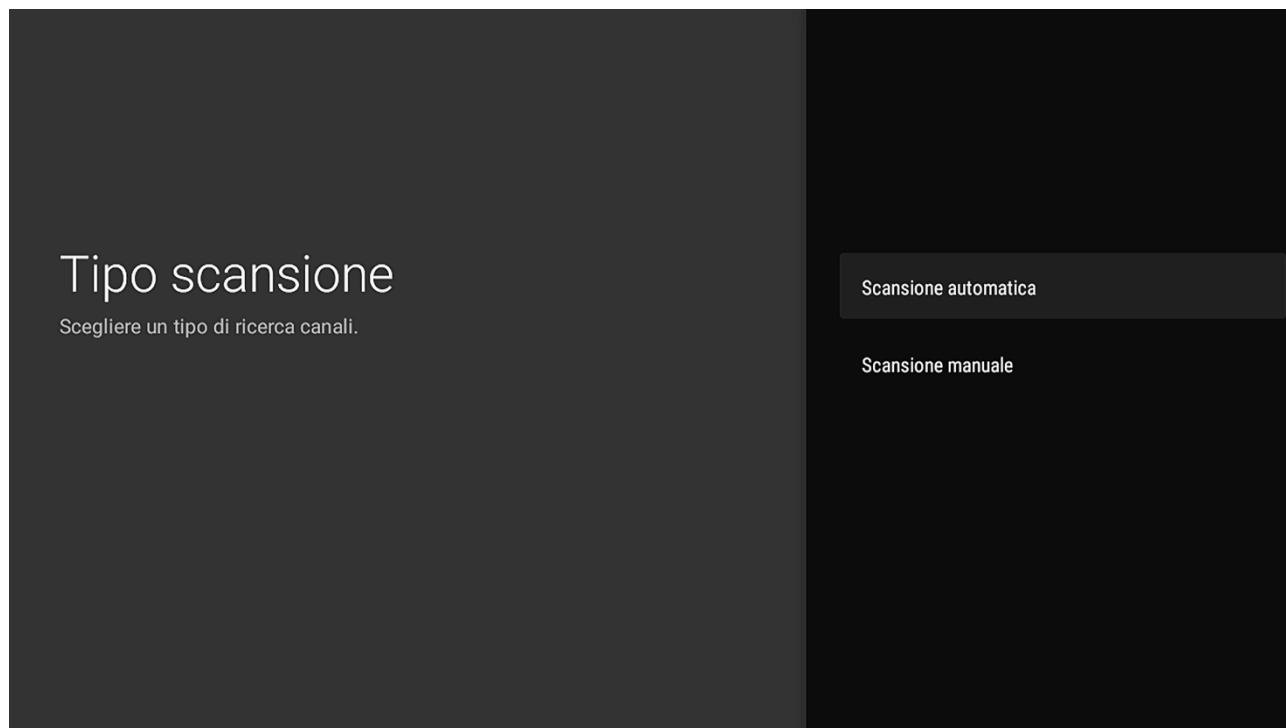 Tipo scansione
Scegliere un tipo di ricerca canali.
Scansione automatica
Scansione manuale